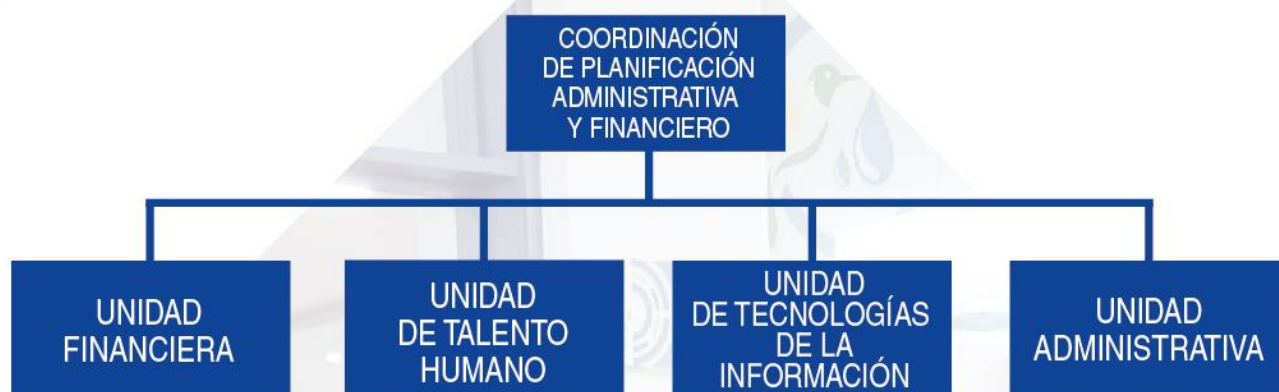 COORDINACIÓN
DE PLANIFICACIÓN
ADMINISTRATIVA
Y FINANCIERO
UNIDAD
FINANCIERA
UNIDAD
DE TALENTO
HUMANO
UNIDAD
DE TECNOLOGÍAS
DE LA
INFORMACIÓN
UNIDAD
ADMINISTRATIVA